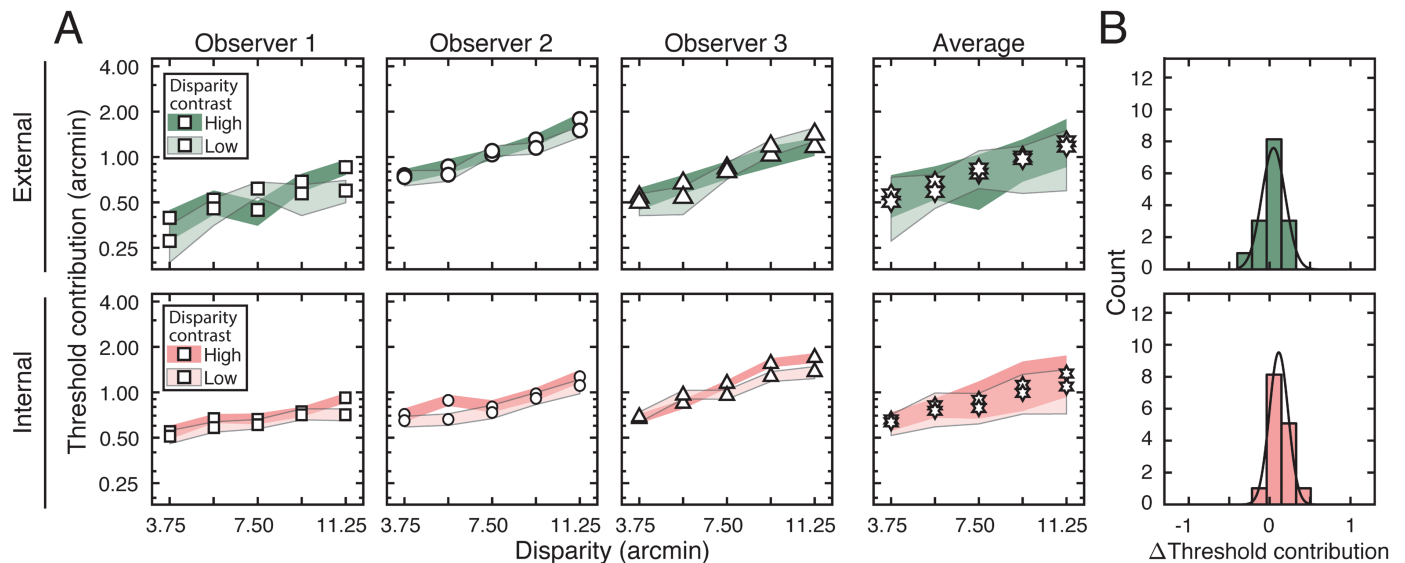 A
B
Observer 1
Observer 2
Observer 3
Average
External
Internal
Threshold contribution (arcmin)
4.00
2.00
1.00
0.50
0.25
Disparity
contrast
High
Low
4.00
2.00
1.00
0.50
0.25
Disparity
contrast
High
Low
3.75 7.50 11.25
3.75 7.50 11.25
3.75 7.50 11.25
3.75 7.50 11.25
Disparity (arcmin)
Count
12
10
8
6
4
2
0
12
10
8
6
4
2
0
-1 0 1
ΔThreshold contribution